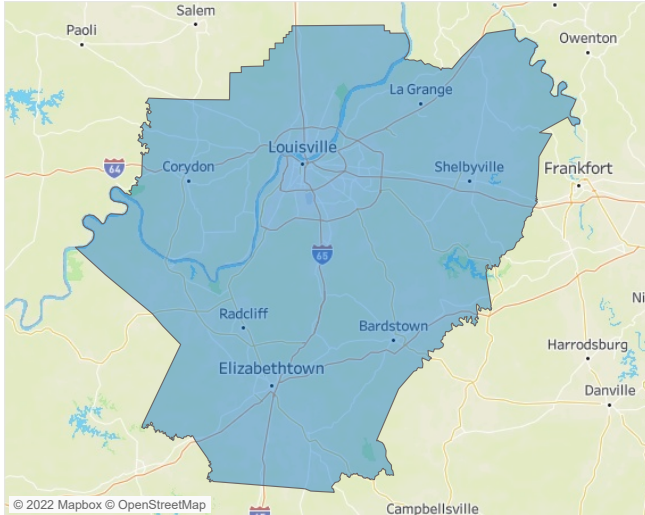 Salem
Paoli
Owenton
La Grange
Louisville
64
Corydon
Shelbyville
Frankfort
65
Ni
Radcliff
Bardstown
Harrodsburg
Elizabethtown
Danville
© 2022 Mapbox © OpenStreetMap
Campbellsville